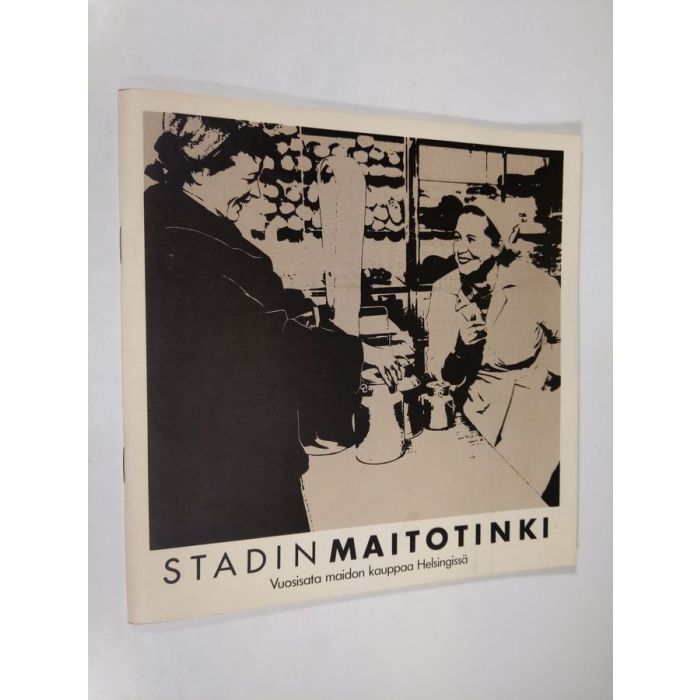 STADIN MAITOTINKI
Vuosisata maidon kauppaa Helsingissä